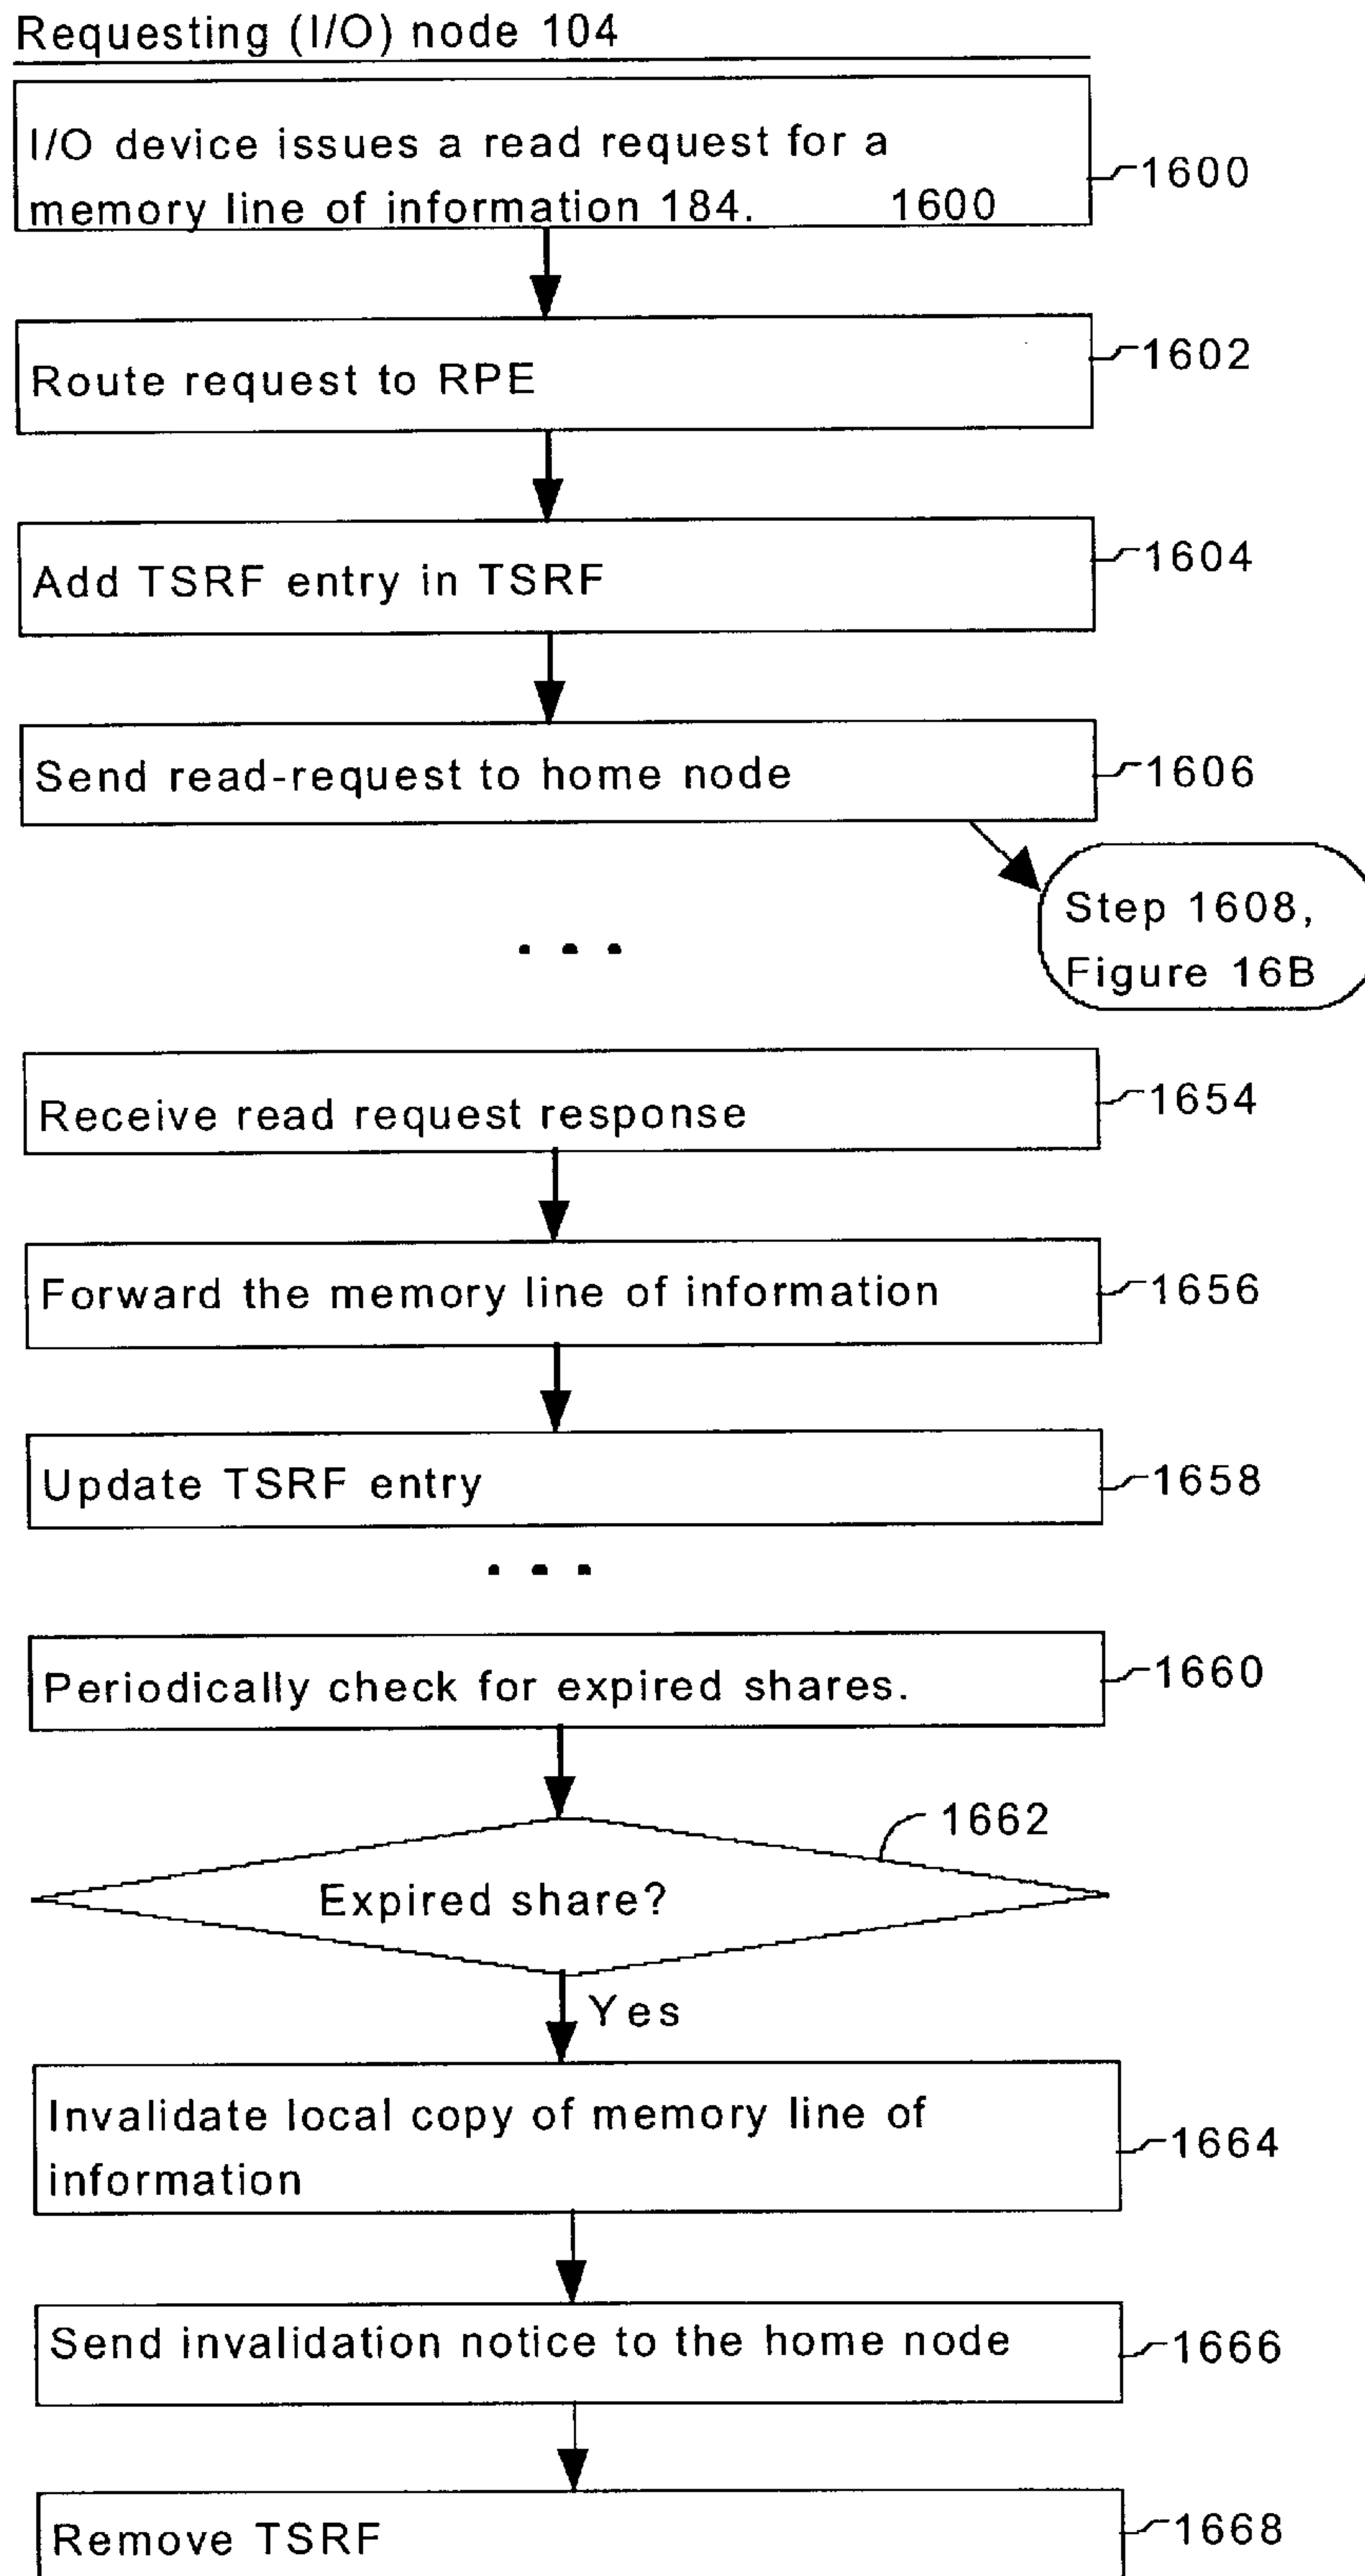 Requesting (I/O) node 104
I/O device issues a read request for a
memory line of information 184. 1600
1600
Route request to RPE
1602
Add TSRF entry in TSRF
1604
Send read-request to home node
1606
Step 1608,
Figure 16B
. . .
Receive read request response
1654
Forward the memory line of information
1656
Update TSRF entry
1658
. . .
Periodically check for expired shares.
1660
1662
Expired share?
Yes
Invalidate local copy of memory line of
information
1664
Send invalidation notice to the home node
1666
Remove TSRF
1668